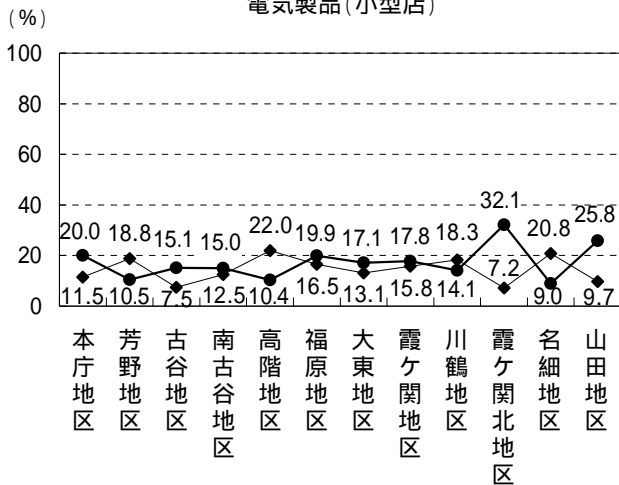 電気製品(小型店)
(%)
100
80
60
40
20
0
20.0 18.8 15.1 15.0 22.0 19.9 17.1 17.8 18.3 32.1 20.8 25.8
11.5 10.5 7.5 12.5 10.4 16.5 13.1 15.8 14.1 7.2 9.0 9.7
本庁地区
芳野地区
古谷地区
南古谷地区
高階地区
福原地区
大東地区
霞ケ関地区
川鶴地区
霞ケ関北地区
名細地区
山田地区